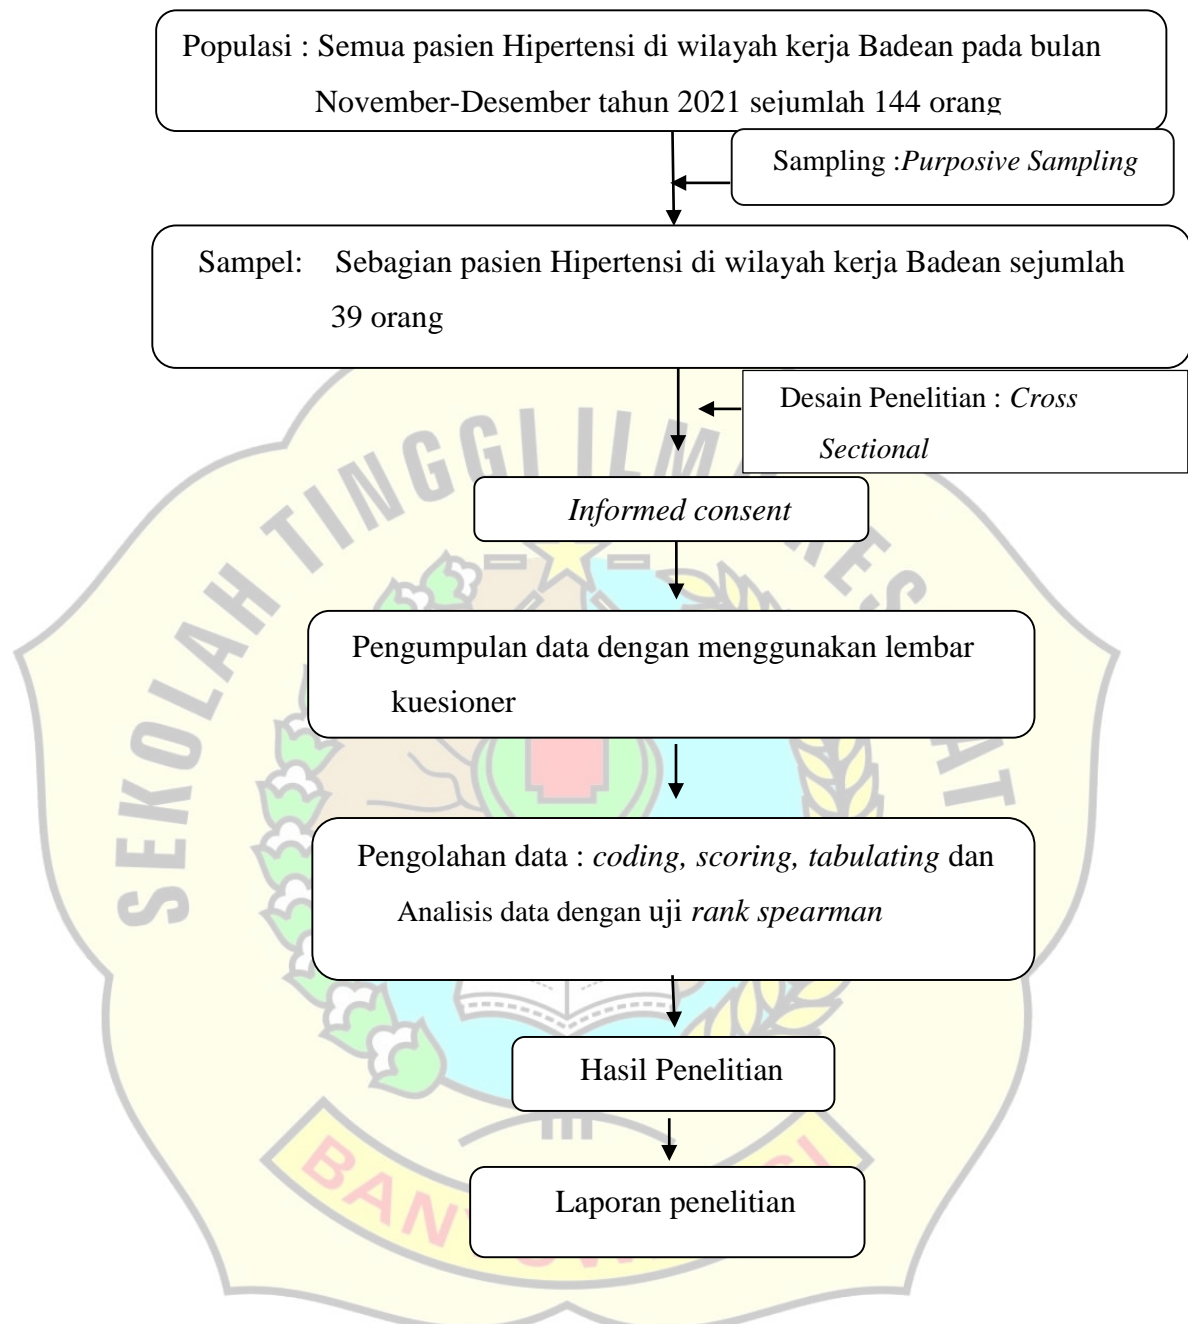 Populasi : Semua pasien Hipertensi di wilayah kerja Badean pada bulan
November-Desember tahun 2021 sejumlah 144 orang
Sampling :Purposive Sampling
Sampel: Sebagian pasien Hipertensi di wilayah kerja Badean sejumlah
39 orang
Desain Penelitian : Cross
Sectional
Informed consent
Pengumpulan data dengan menggunakan lembar
kuesioner
Pengolahan data : coding, scoring, tabulating dan
Analisis data dengan uji rank spearman
Hasil Penelitian
Laporan penelitian
SEKOLAH TINGGI ILMU